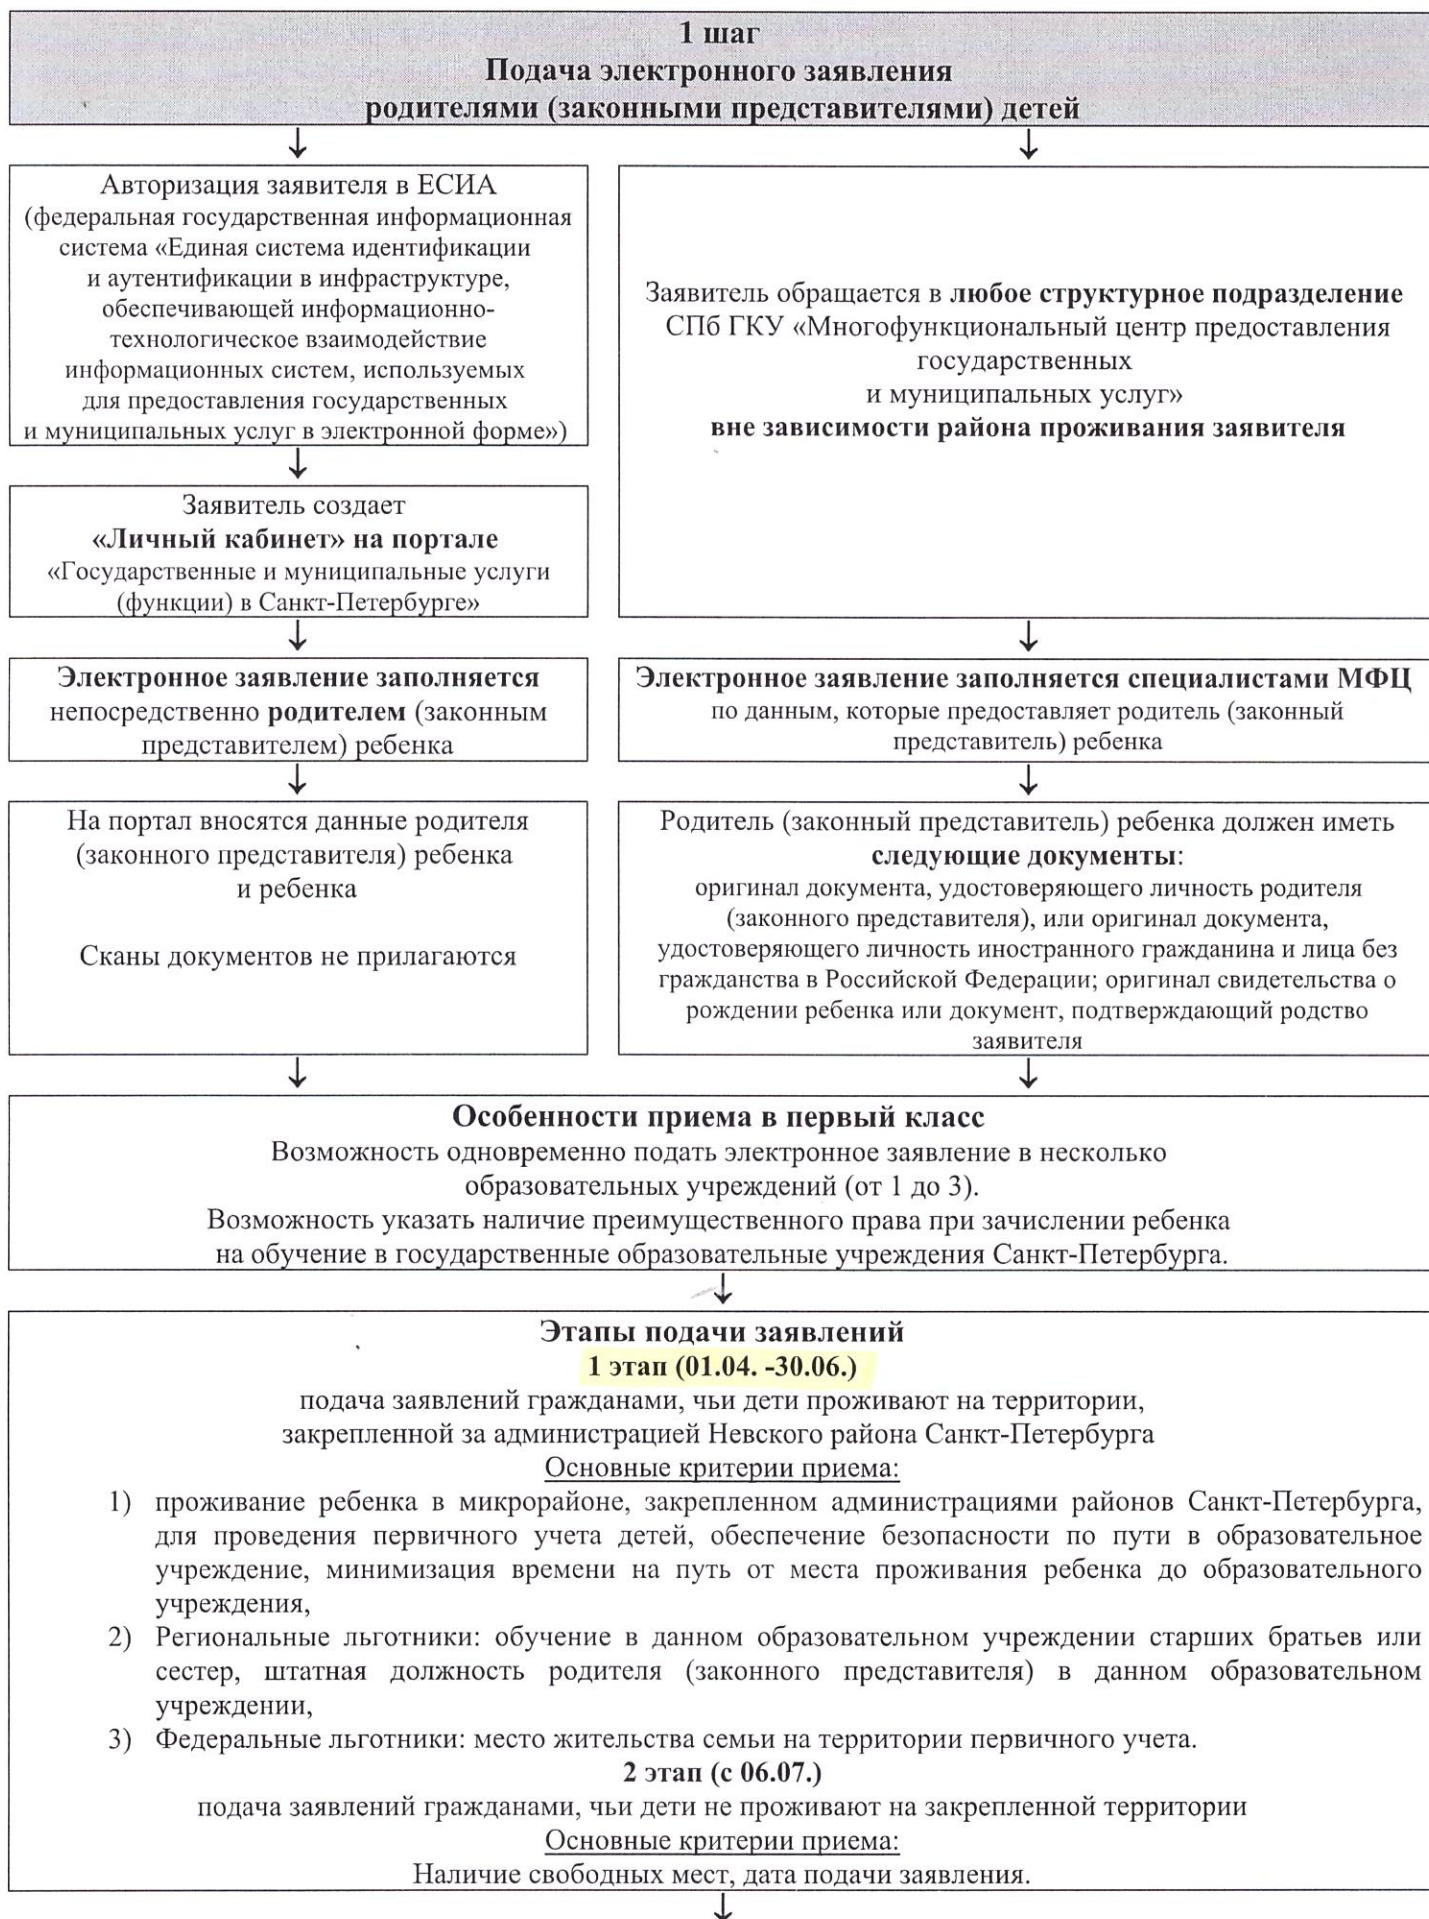 1 шаг
Подача электронного заявления
родителями (законными представителями) детей
↓
↓
Авторизация заявителя в ЕСИА
(федеральная государственная информационная
система «Единая система идентификации
и аутентификации в инфраструктуре,
обеспечивающей информационно-
технологическое взаимодействие
информационных систем, используемых
для предоставления государственных
и муниципальных услуг в электронной форме»)
↓
Заявитель создает
«Личный кабинет» на портале
«Государственные и муниципальные услуги
(функции) в Санкт-Петербурге»
↓
Электронное заявление заполняется
непосредственно родителем (законным
представителем) ребенка
↓
На портал вносятся данные родителя
(законного представителя) ребенка
и ребенка
Сканы документов не прилагаются
↓
Заявитель обращается в любое структурное подразделение
СПб ГКУ «Многофункциональный центр предоставления
государственных
и муниципальных услуг»
вне зависимости района проживания заявителя
↓
Электронное заявление заполняется специалистами МФЦ
по данным, которые предоставляет родитель (законный
представитель) ребенка
↓
Родитель (законный представитель) ребенка должен иметь
следующие документы:
оригинал документа, удостоверяющего личность родителя
(законного представителя), или оригинал документа,
удостоверяющего личность иностранного гражданина и лица без
гражданства в Российской Федерации; оригинал свидетельства о
рождении ребенка или документ, подтверждающий родство
заявителя
↓
Особенности приема в первый класс
Возможность одновременно подать электронное заявление в несколько
образовательных учреждений (от 1 до 3).
Возможность указать наличие преимущественного права при зачислении ребенка
на обучение в государственные образовательные учреждения Санкт-Петербурга.
↓
Этапы подачи заявлений
1 этап (01.04. -30.06.)
подача заявлений гражданами, чьи дети проживают на территории,
закрепленной за администрацией Невского района Санкт-Петербурга
Основные критерии приема:
1) проживание ребенка в микрорайоне, закрепленном администрациями районов Санкт-Петербурга,
для проведения первичного учета детей, обеспечение безопасности по пути в образовательное
учреждение, минимизация времени на путь от места проживания ребенка до образовательного
учреждения,
2) Региональные льготники: обучение в данном образовательном учреждении старших братьев или
сестер, штатная должность родителя (законного представителя) в данном образовательном
учреждении,
3) Федеральные льготники: место жительства семьи на территории первичного учета.
2 этап (с 06.07.)
подача заявлений гражданами, чьи дети не проживают на закрепленной территории
Основные критерии приема:
Наличие свободных мест, дата подачи заявления.
↓